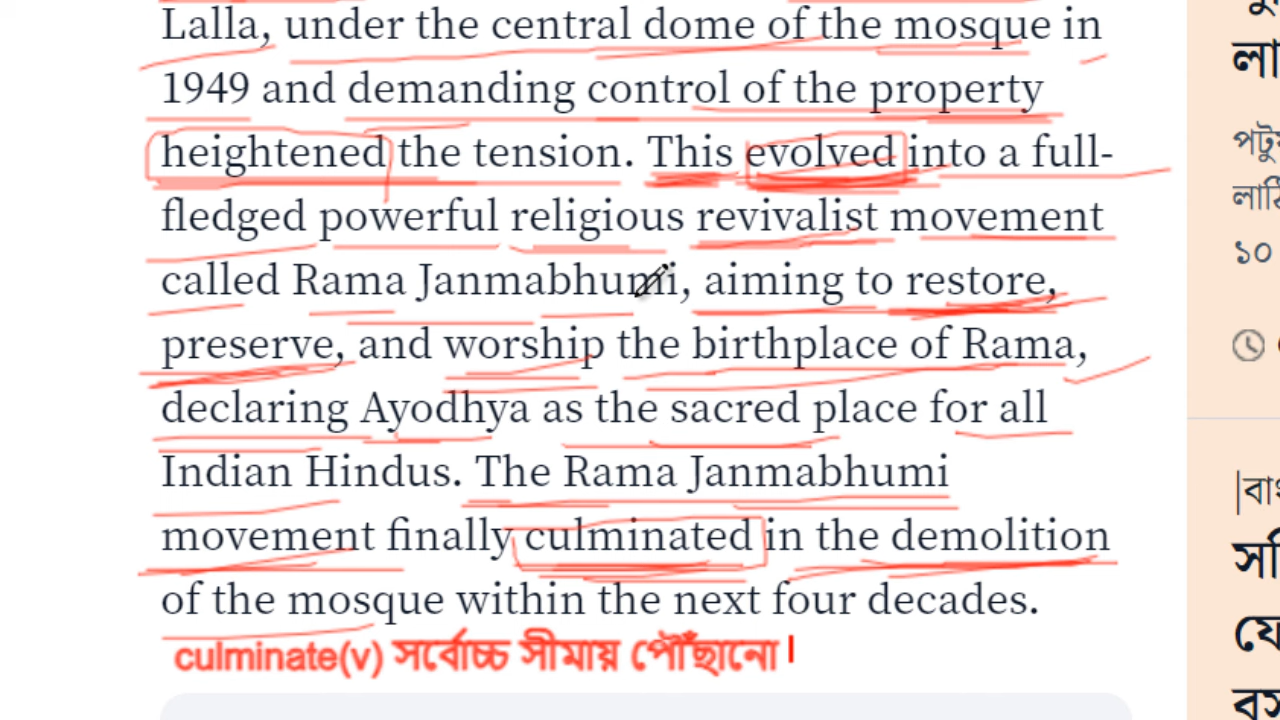 Lalla, under the central dome of the mosque in
1949 and demanding control of the property
heightened the tension. This evolved into a full-
fledged powerful religious revivalist movement
called Rama Janmabhumi, aiming to restore,
preserve, and worship the birthplace of Rama,
declaring Ayodhya as the sacred place for all
Indian Hindus. The Rama Janmabhumi
movement finally culminated in the demolition
of the mosque within the next four decades.
culminate(v) সর্বোচ্চ সীমায় পৌঁছানো
১০